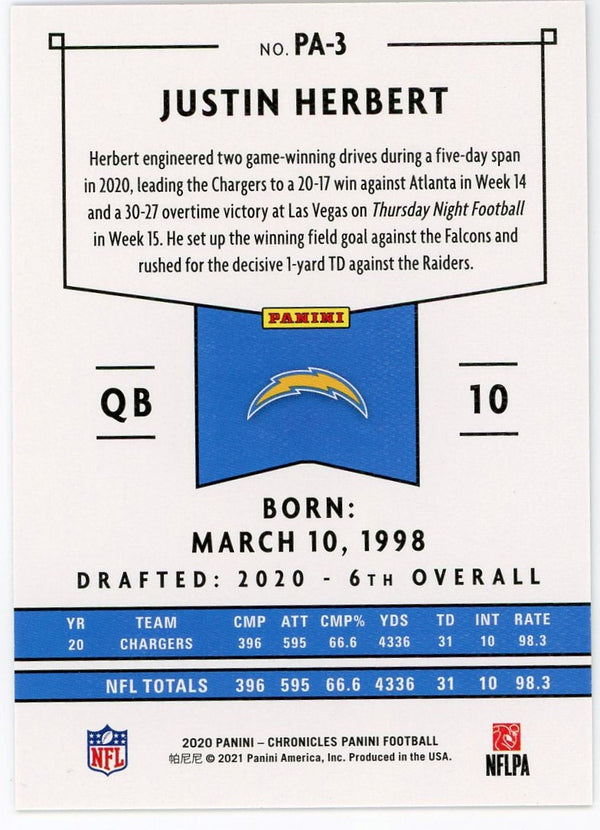 NO. PA-3
JUSTIN HERBERT
Herbert engineered two game-winning drives during a five-day span
in 2020, leading the Chargers to a 20-17 win against Atlanta in Week 14
and a 30-27 overtime victory at Las Vegas on Thursday Night Football
in Week 15. He set up the winning field goal against the Falcons and
rushed for the decisive 1-yard TD against the Raiders.
PANINI
QB
10
BORN:
MARCH 10, 1998
DRAFTED: 2020 - 6TH OVERALL
YR TEAM CMP ATT CMP% YDS TD INT RATE
20 CHARGERS 396 595 66.6 4336 31 10 98.3
NFL TOTALS 396 595 66.6 4336 31 10 98.3
NFL
2020 PANINI – CHRONICLES PANINI FOOTBALL
帕尼尼 © 2021 Panini America, Inc. Produced in the USA.
NFLPA